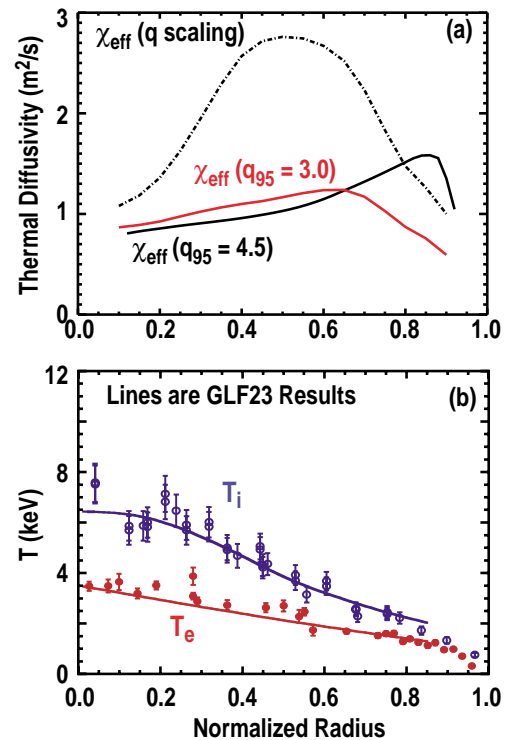 3
χeff (q scaling)
(a)
2
Thermal Diffusivity (m²/s)
χeff (q95 = 3.0)
1
χeff (q95 = 4.5)
0
0.0 0.2 0.4 0.6 0.8 1.0
12
Lines are GLF23 Results
(b)
8
Ti
T (keV)
4
Te
0
0.0 0.2 0.4 0.6 0.8 1.0
Normalized Radius